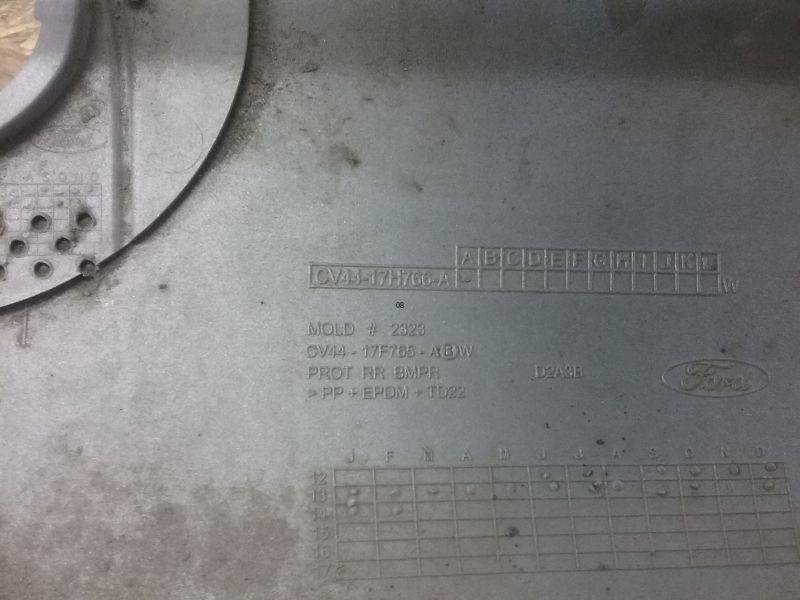 A B C D E F G H I J K L
CV44-17H766-A - W
08
MOLD # 2323
CV44 - 17F765 - ABW
PROT RR BMPR D2A3B
>PP + EPDM + TD22
Ford
J F M A M J J A S O N D
12
13
14
15
16
17